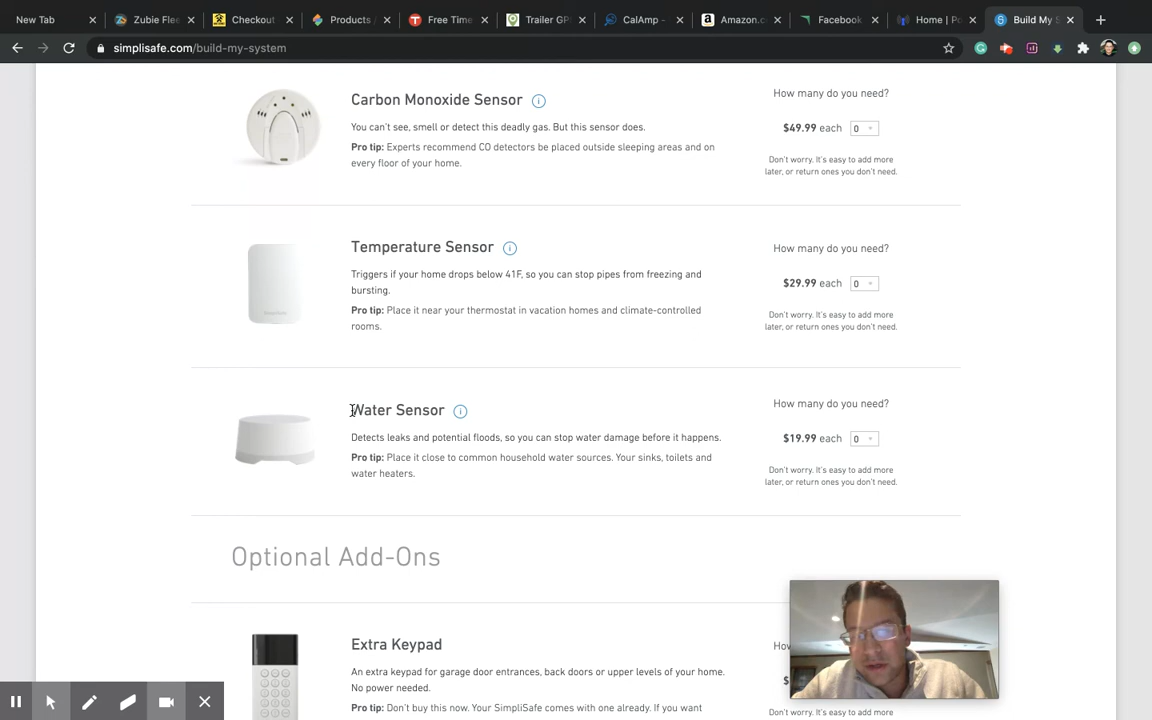 New Tab
Zubie Flee
Checkout
Products /
Free Time
Trailer GP
CalAmp -
Amazon.c
Facebook
Home | Po
Build My S
simplisafe.com/build-my-system
Carbon Monoxide Sensor
You can't see, smell or detect this deadly gas. But this sensor does.
Pro tip: Experts recommend CO detectors be placed outside sleeping areas and on
every floor of your home.
How many do you need?
$49.99 each 0
Don't worry. It's easy to add more
later, or return ones you don't need.
Temperature Sensor
Triggers if your home drops below 41F, so you can stop pipes from freezing and
bursting.
Pro tip: Place it near your thermostat in vacation homes and climate-controlled
rooms.
How many do you need?
$29.99 each 0
Don't worry. It's easy to add more
later, or return ones you don't need.
Water Sensor
Detects leaks and potential floods, so you can stop water damage before it happens.
Pro tip: Place it close to common household water sources. Your sinks, toilets and
water heaters.
How many do you need?
$19.99 each 0
Don't worry. It's easy to add more
later, or return ones you don't need.
Optional Add-Ons
Extra Keypad
An extra keypad for garage door entrances, back doors or upper levels of your home.
No power needed.
Pro tip: Don't buy this now. Your SimpliSafe comes with one already. If you want
How
$
Don't worry. It's easy to add more